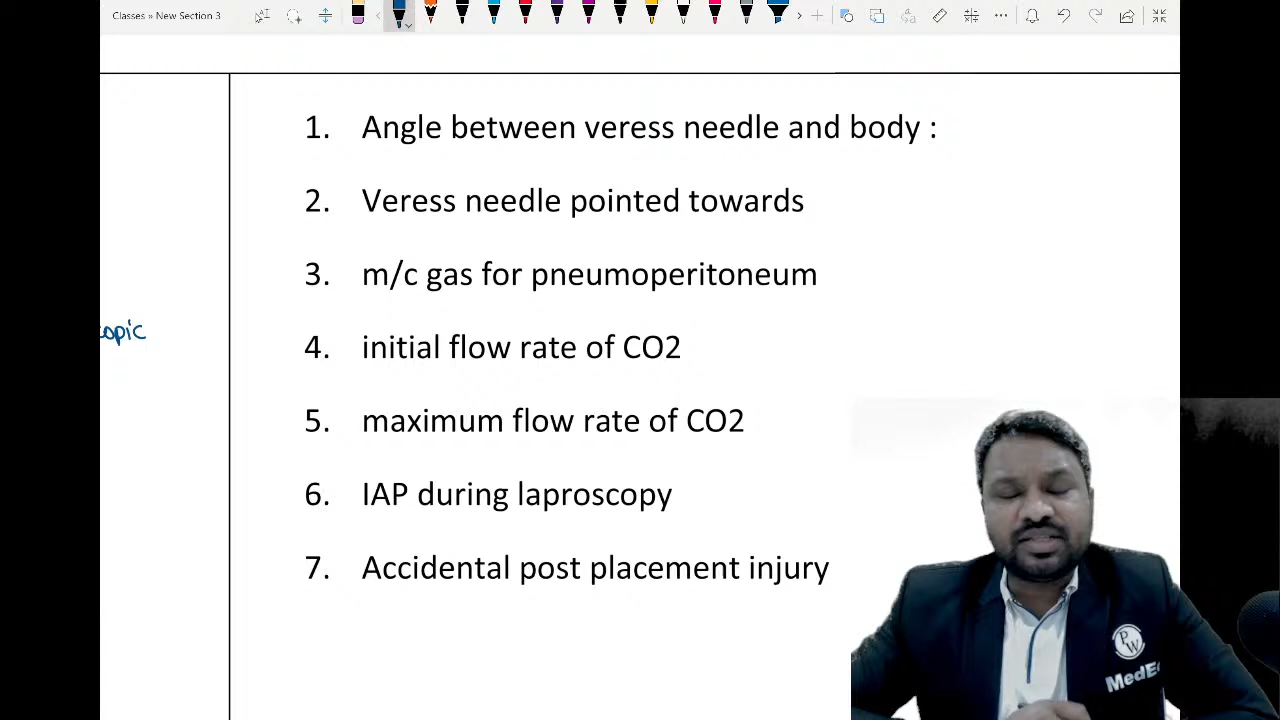 Classes » New Section 3
1. Angle between veress needle and body :
2. Veress needle pointed towards
3. m/c gas for pneumoperitoneum
opic
4. initial flow rate of CO2
5. maximum flow rate of CO2
6. IAP during laproscopy
7. Accidental post placement injury
PW
MedEd